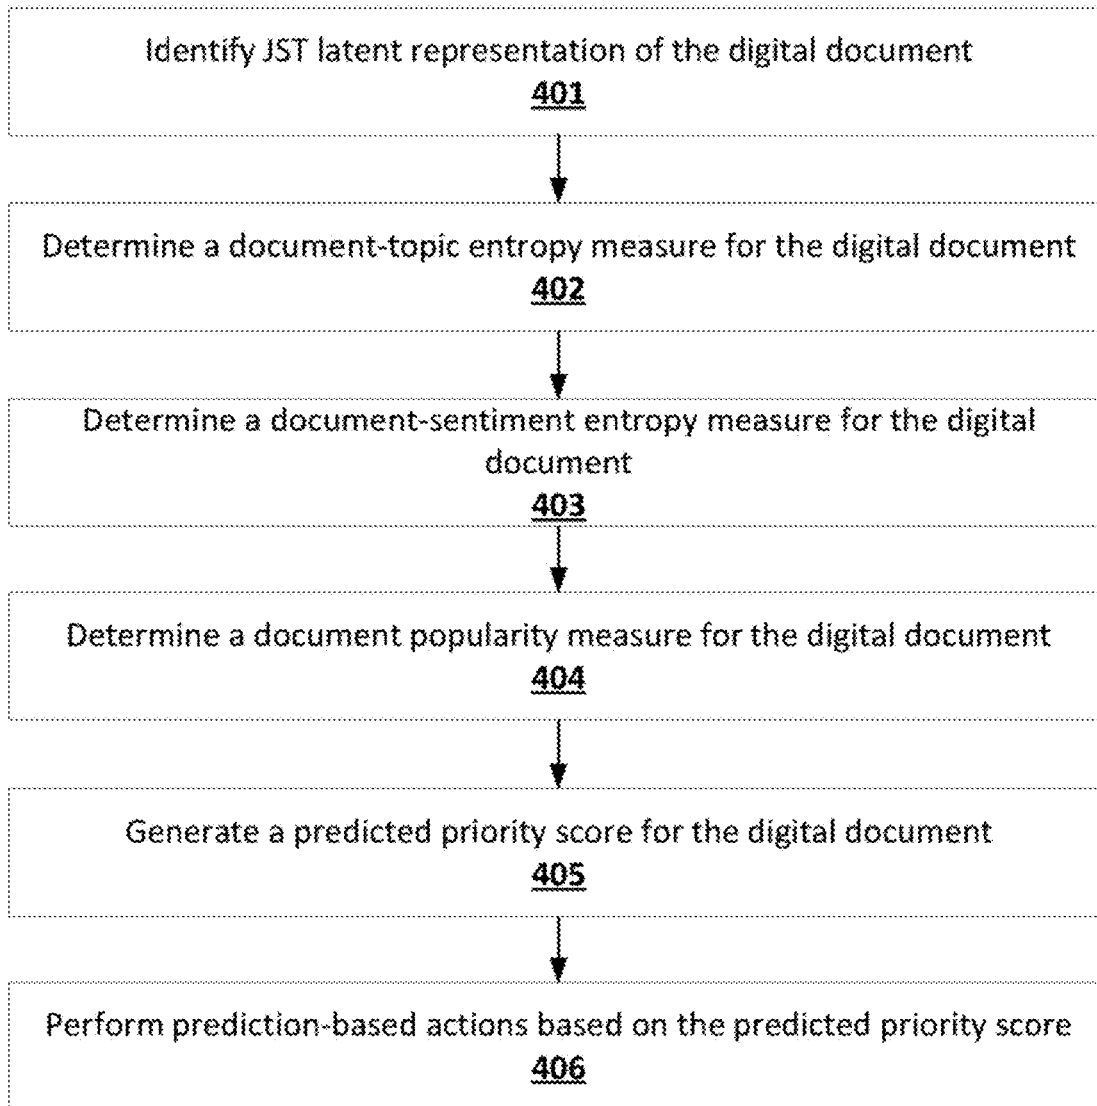 Identify JST latent representation of the digital document
401
Determine a document-topic entropy measure for the digital document
402
Determine a document-sentiment entropy measure for the digital
document
403
Determine a document popularity measure for the digital document
404
Generate a predicted priority score for the digital document
405
Perform prediction-based actions based on the predicted priority score
406